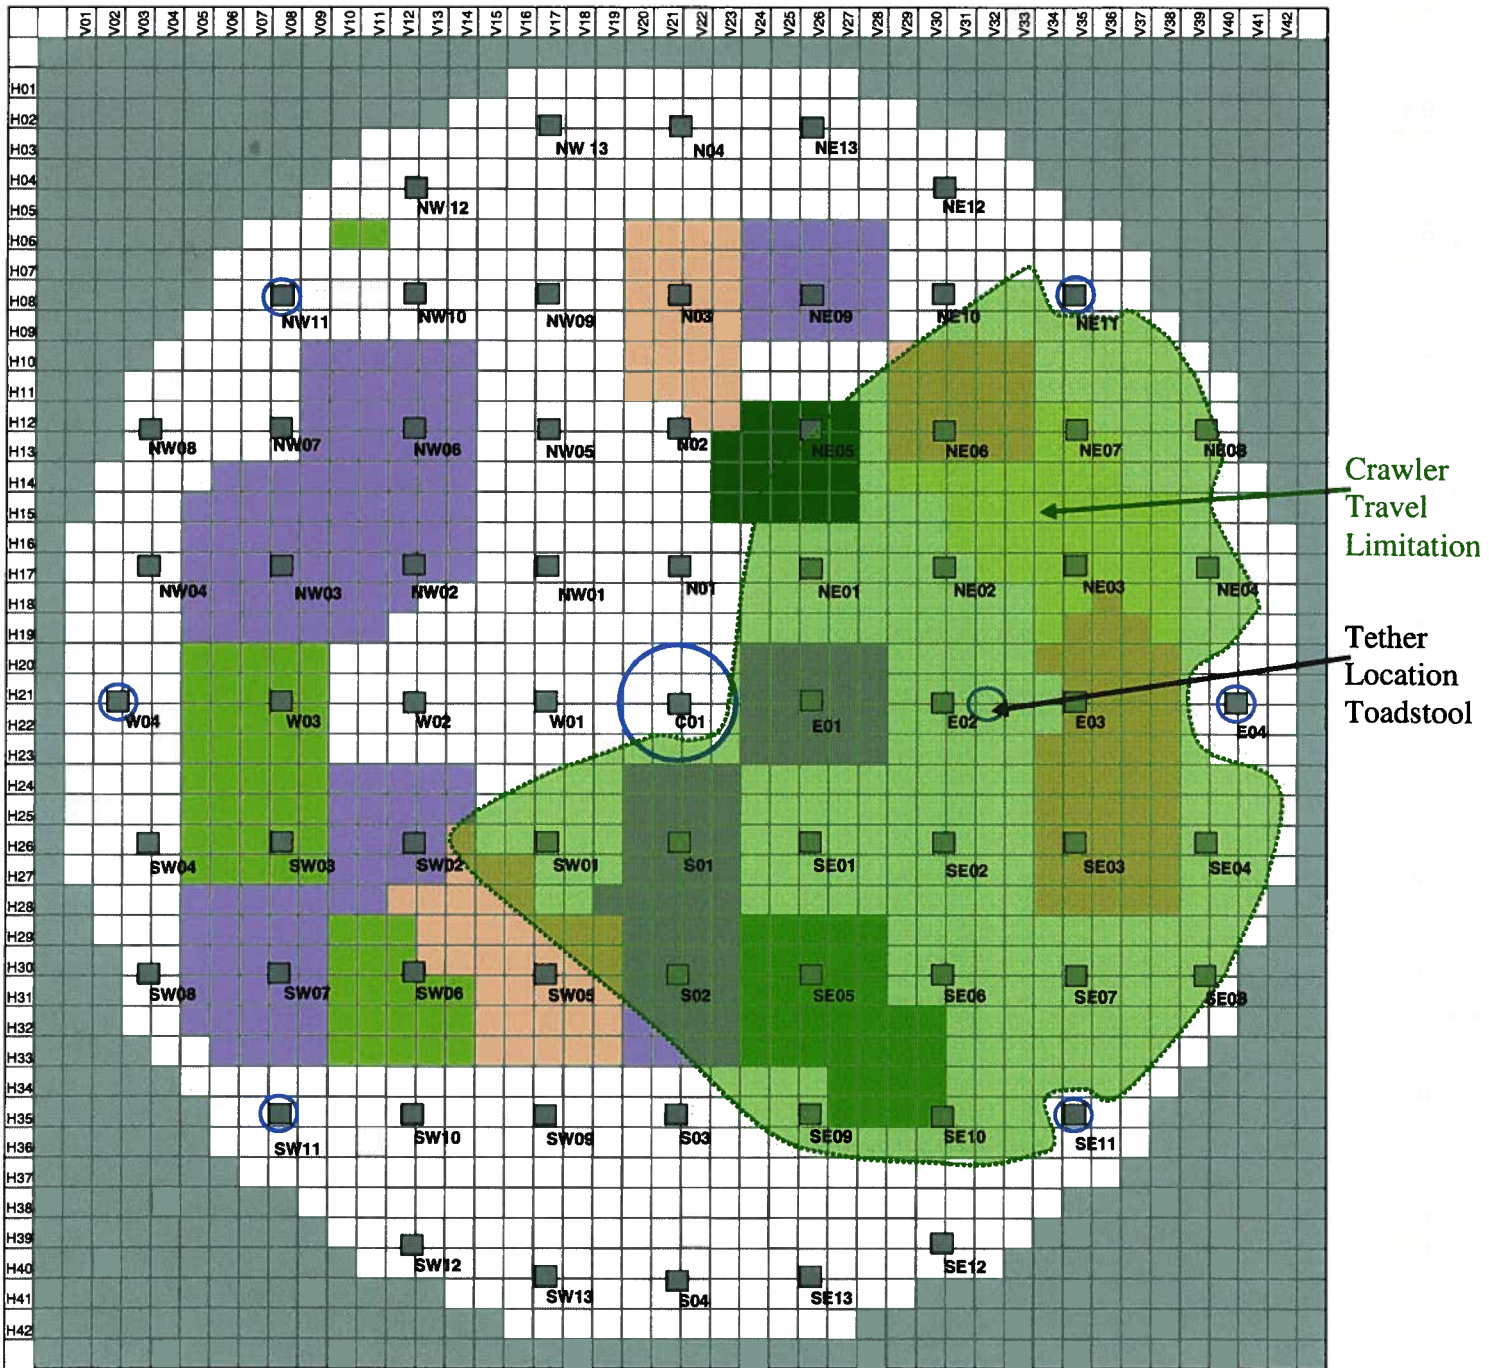 V01 V02 V03 V04 V05 V06 V07 V08 V09 V10 V11 V12 V13 V14 V15 V16 V17 V18 V19 V20 V21 V22 V23 V24 V25 V26 V27 V28 V29 V30 V31 V32 V33 V34 V35 V36 V37 V38 V39 V40 V41 V42
H01
H02
NW 13 N04 NE13
H03
H04
NW 12 NE12
H05
H06
H07
H08
NW11 NW10 NW09 N03 NE09 NE10 NE11
H09
H10
H11
H12
NW08 NW07 NW06 NW05 N02 NE05 NE06 NE07 NE08
H13
H14
Crawler
Travel
Limitation
H15
H16
H17
NW04 NW03 NW02 NW01 N01 NE01 NE02 NE03 NE04
H18
H19
Tether
Location
Toadstool
H20
H21
W04 W03 W02 W01 C01 E01 E02 E03 E04
H22
H23
H24
H25
H26
SW04 SW03 SW02 SW01 S01 SE01 SE02 SE03 SE04
H27
H28
H29
H30
SW08 SW07 SW06 SW05 S02 SE05 SE06 SE07 SE08
H31
H32
H33
H34
H35
SW11 SW10 SW09 S03 SE09 SE10 SE11
H36
H37
H38
H39
SW12 SE12
H40
SW13 S04 SE13
H41
H42